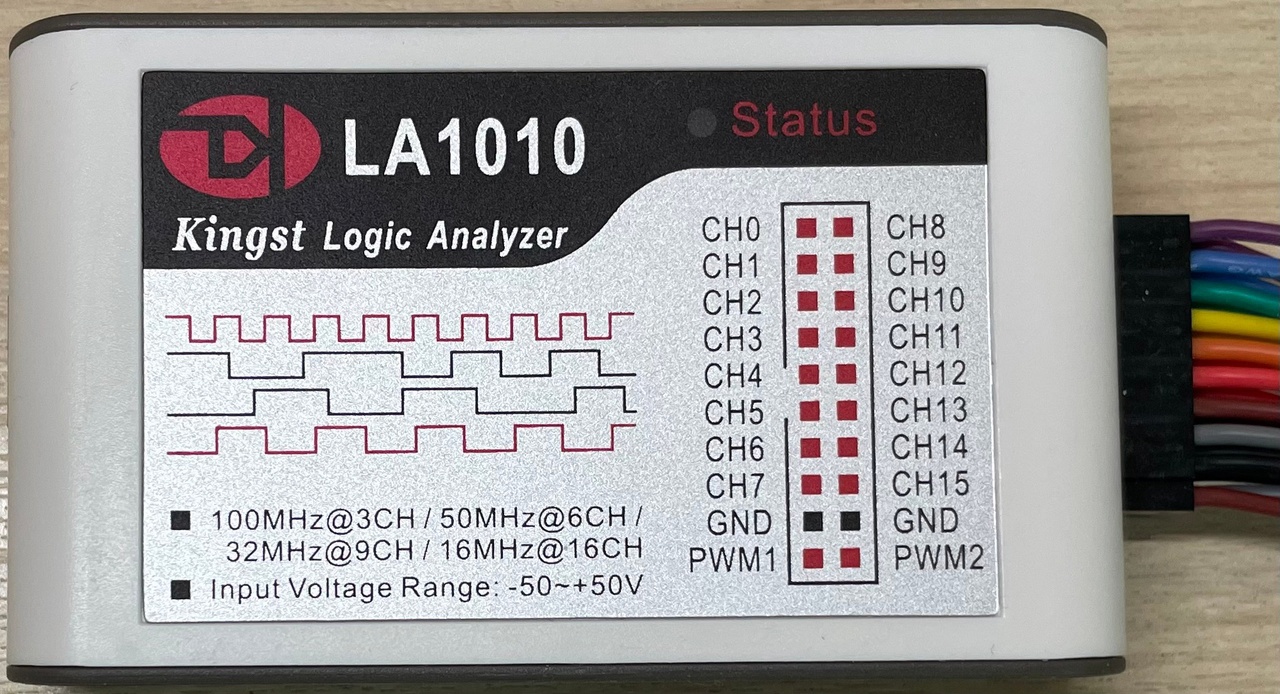 LA1010
Status
Kingst Logic Analyzer
CH0 CH8
CH1 CH9
CH2 CH10
CH3 CH11
CH4 CH12
CH5 CH13
CH6 CH14
CH7 CH15
GND GND
PWM1 PWM2
100MHz@3CH / 50MHz@6CH /
32MHz@9CH / 16MHz@16CH
Input Voltage Range: -50~+50V